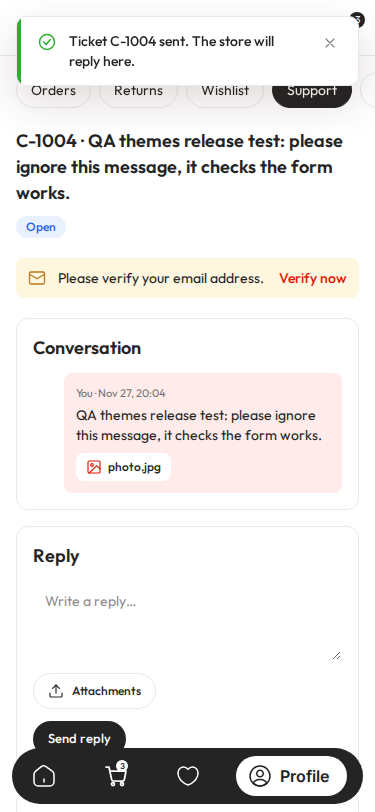 3
Ticket C-1004 sent. The store will
reply here.
Orders
Returns
Wishlist
Support
C-1004 · QA themes release test: please
ignore this message, it checks the form
works.
Open
Please verify your email address.
Verify now
Conversation
You · Nov 27, 20:04
QA themes release test: please ignore
this message, it checks the form works.
photo.jpg
Reply
Write a reply...
Attachments
Send reply
3
Profile